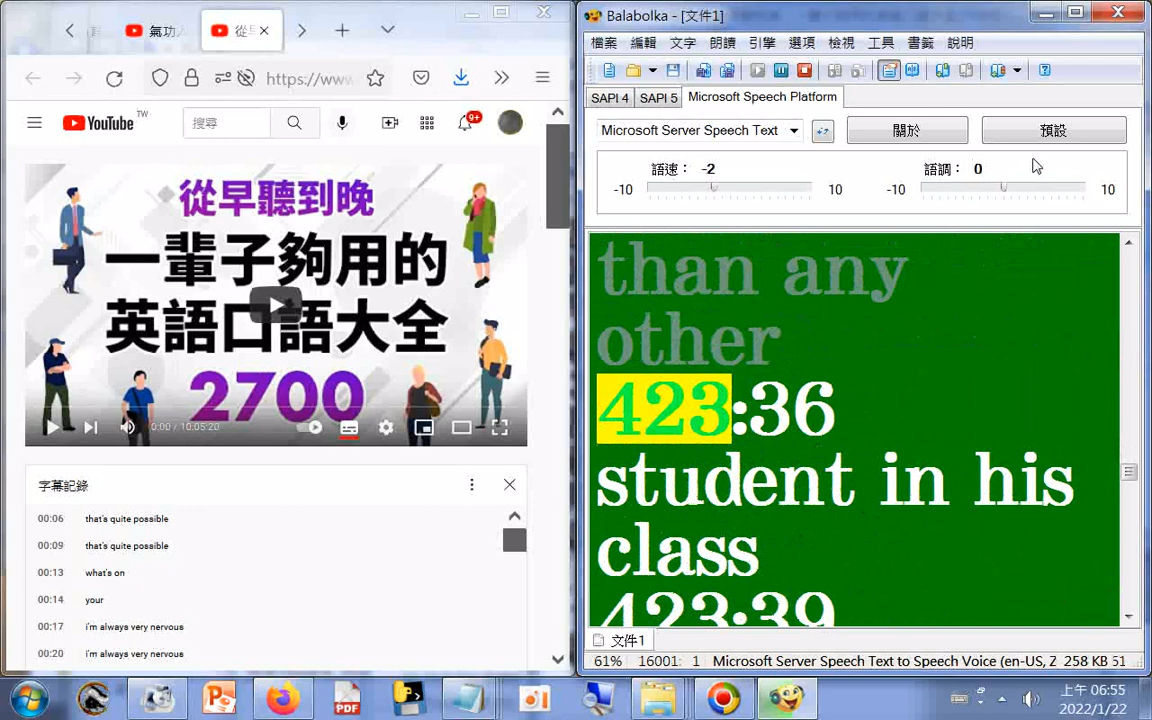 氣功人
從
https://www
YouTube TW
搜尋
9+
從早聽到晚
一輩子夠用的
英語口語大全
2700
0:00 / 10:05:20
字幕記錄
00:06 that's quite possible
00:09 that's quite possible
00:13 what's on
00:14 your
00:17 i'm always very nervous
00:20 i'm always very nervous
Balabolka - [文件1]
檔案 編輯 文字 朗讀 引擎 選項 檢視 工具 書籤 說明
SAPI 4 SAPI 5 Microsoft Speech Platform
Microsoft Server Speech Text 關於 預設
語速： -2 語調： 0
-10 10 -10 10
than any
other
423:36
student in his
class
423:39
文件1
61% 16001: 1 Microsoft Server Speech Text to Speech Voice (en-US, Z 258 KB 51
PDF
上午 06:55
2022/1/22